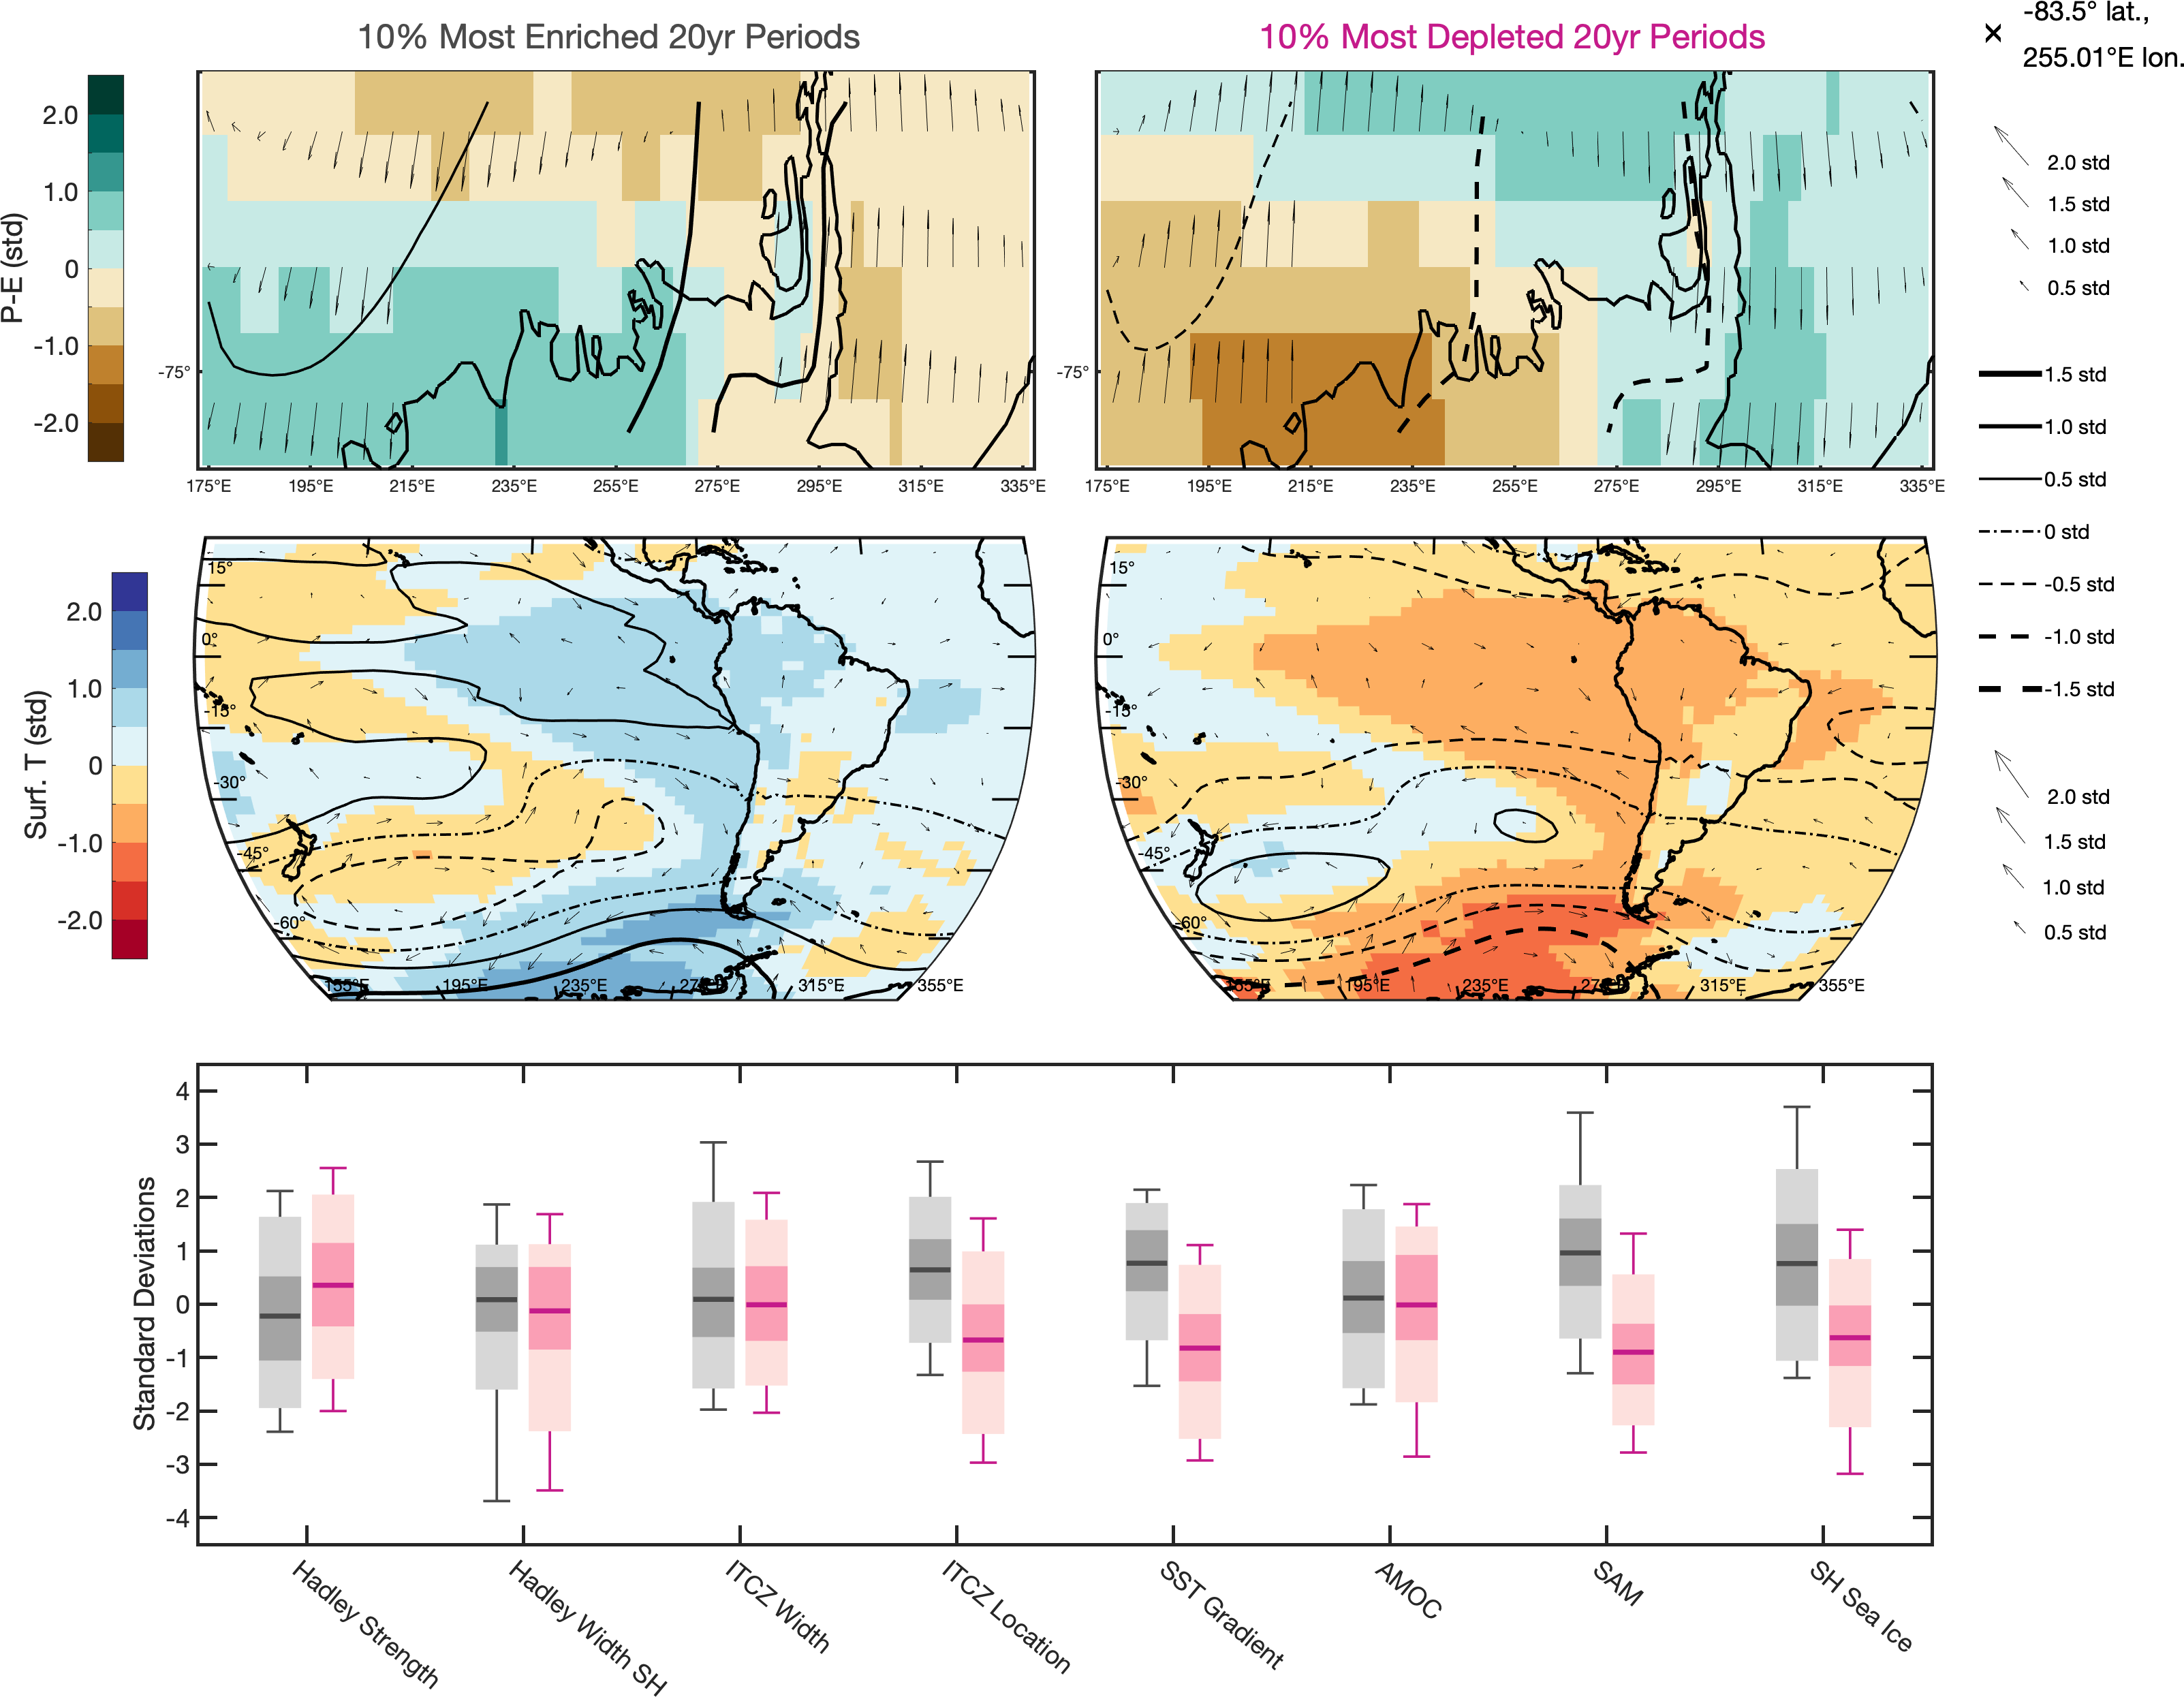 10% Most Enriched 20yr Periods
10% Most Depleted 20yr Periods
-83.5° lat.,
255.01°E lon.
P-E (std)
2.0
1.0
0
-1.0
-2.0
-75°
175°E 195°E 215°E 235°E 255°E 275°E 295°E 315°E 335°E
-75°
175°E 195°E 215°E 235°E 255°E 275°E 295°E 315°E 335°E
2.0 std
1.5 std
1.0 std
0.5 std
1.5 std
1.0 std
0.5 std
0 std
-0.5 std
-1.0 std
-1.5 std
2.0 std
1.5 std
1.0 std
0.5 std
Surf. T (std)
2.0
1.0
0
-1.0
-2.0
15°
0°
-15°
-30°
-45°
-60°
155°E 195°E 235°E 315°E 355°E
15°
0°
-15°
-30°
-45°
-60°
195°E 235°E 315°E 355°E
Standard Deviations
4
3
2
1
0
-1
-2
-3
-4
Hadley Strength
Hadley Width SH
ITCZ Width
ITCZ Location
SST Gradient
AMOC
SAM
SH Sea Ice